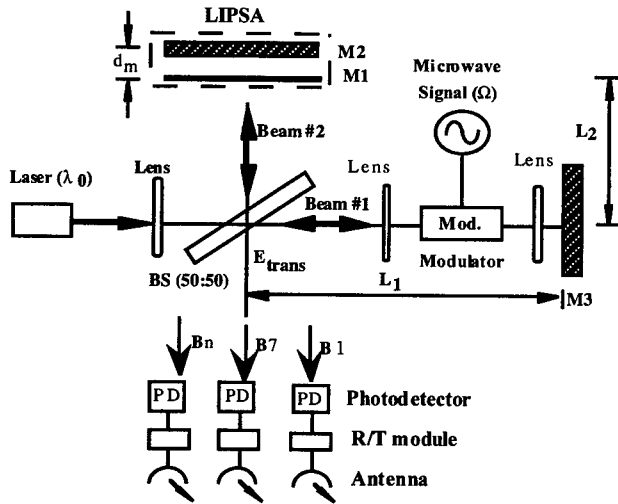 LIPSA
d_m
M2
M1
Microwave
Signal (Ω)
L2
Beam #2
Lens
Laser (λ0)
Lens
Lens
Beam #1
Mod.
Modulator
E_trans
BS (50:50)
L1
M3
Bn
B7
B1
PD
PD
PD
Photodetector
R/T module
Antenna